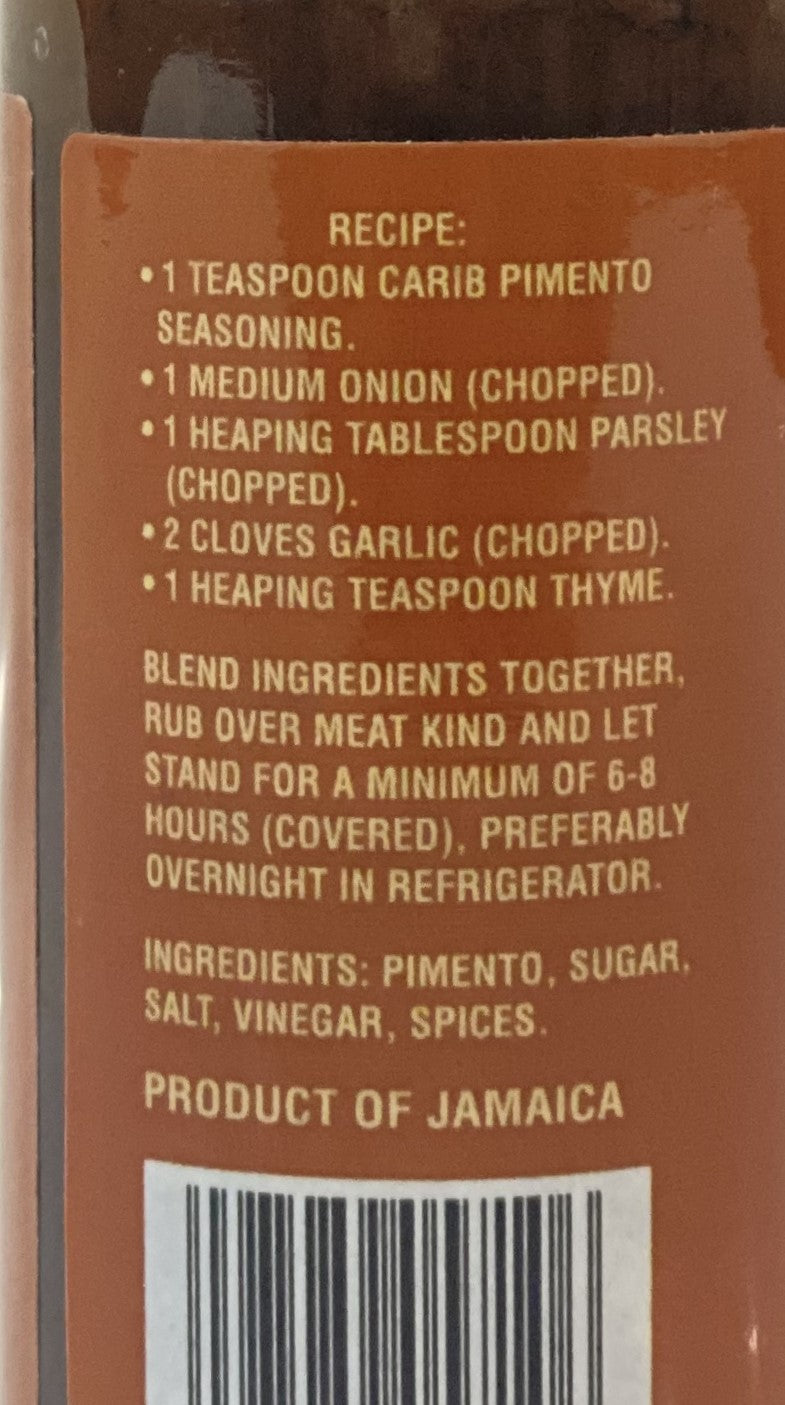 RECIPE:
• 1 TEASPOON CARIB PIMENTO
SEASONING.
• 1 MEDIUM ONION (CHOPPED).
• 1 HEAPING TABLESPOON PARSLEY
(CHOPPED).
• 2 CLOVES GARLIC (CHOPPED).
• 1 HEAPING TEASPOON THYME.
BLEND INGREDIENTS TOGETHER,
RUB OVER MEAT KIND AND LET
STAND FOR A MINIMUM OF 6-8
HOURS (COVERED), PREFERABLY
OVERNIGHT IN REFRIGERATOR.
INGREDIENTS: PIMENTO, SUGAR,
SALT, VINEGAR, SPICES.
PRODUCT OF JAMAICA